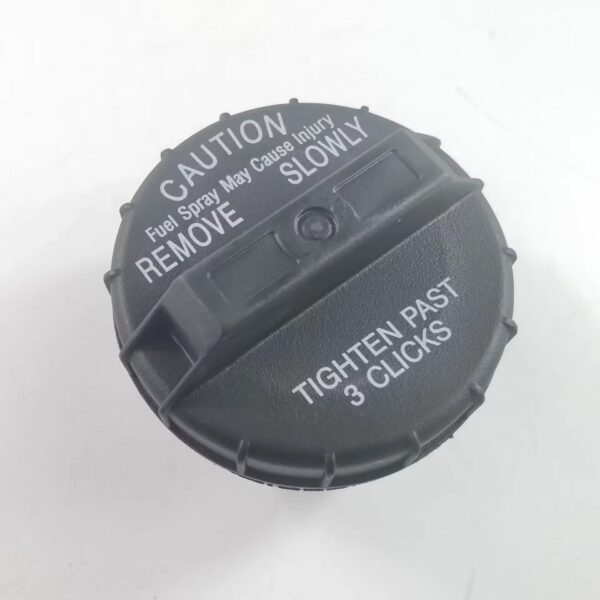 CAUTION
Fuel Spray May Cause Injury
REMOVE SLOWLY
TIGHTEN PAST
3 CLICKS